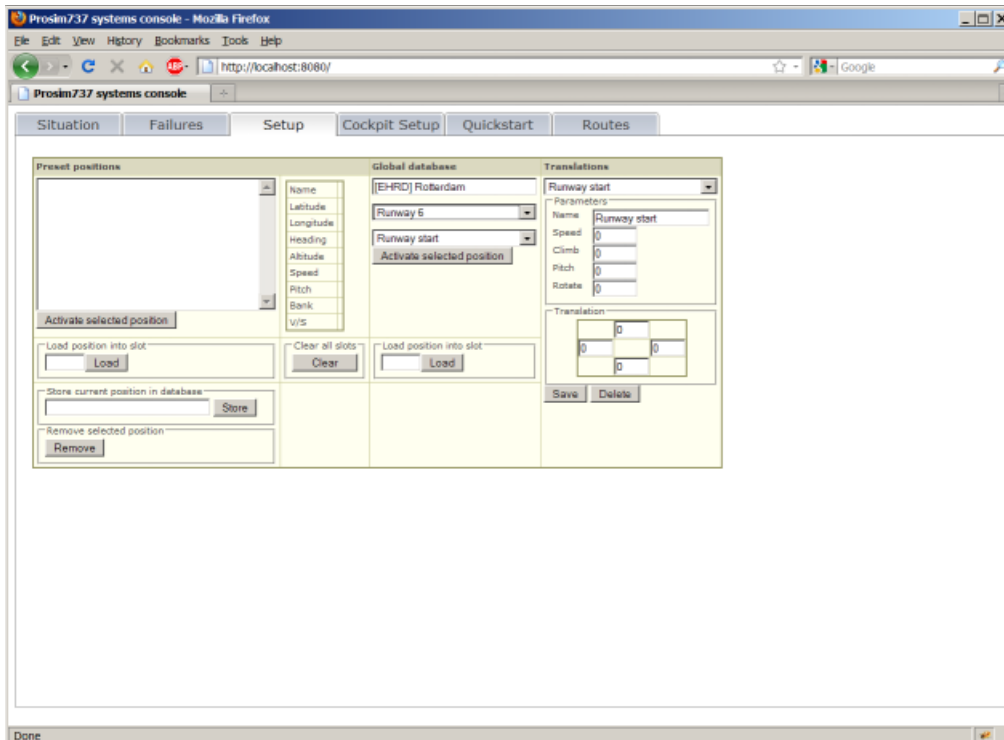 Prosim737 systems console - Mozilla Firefox
File Edit View History Bookmarks Tools Help
ABP http://localhost:8080/ Google
Prosim737 systems console
Situation Failures Setup Cockpit Setup Quickstart Routes
Preset positions Global database Translations
Name
Latitude
Longitude
Heading
Altitude
Speed
Pitch
Bank
V/S
Activate selected position
[EHRD] Rotterdam
Runway 6
Runway start
Activate selected position
Runway start
Parameters
Name Runway start
Speed 0
Climb 0
Pitch 0
Rotate 0
Translation
0
0 0
0
Save Delete
Load position into slot
Load
Clear all slots
Clear
Load position into slot
Load
Store current position in database
Store
Remove selected position
Remove
Done